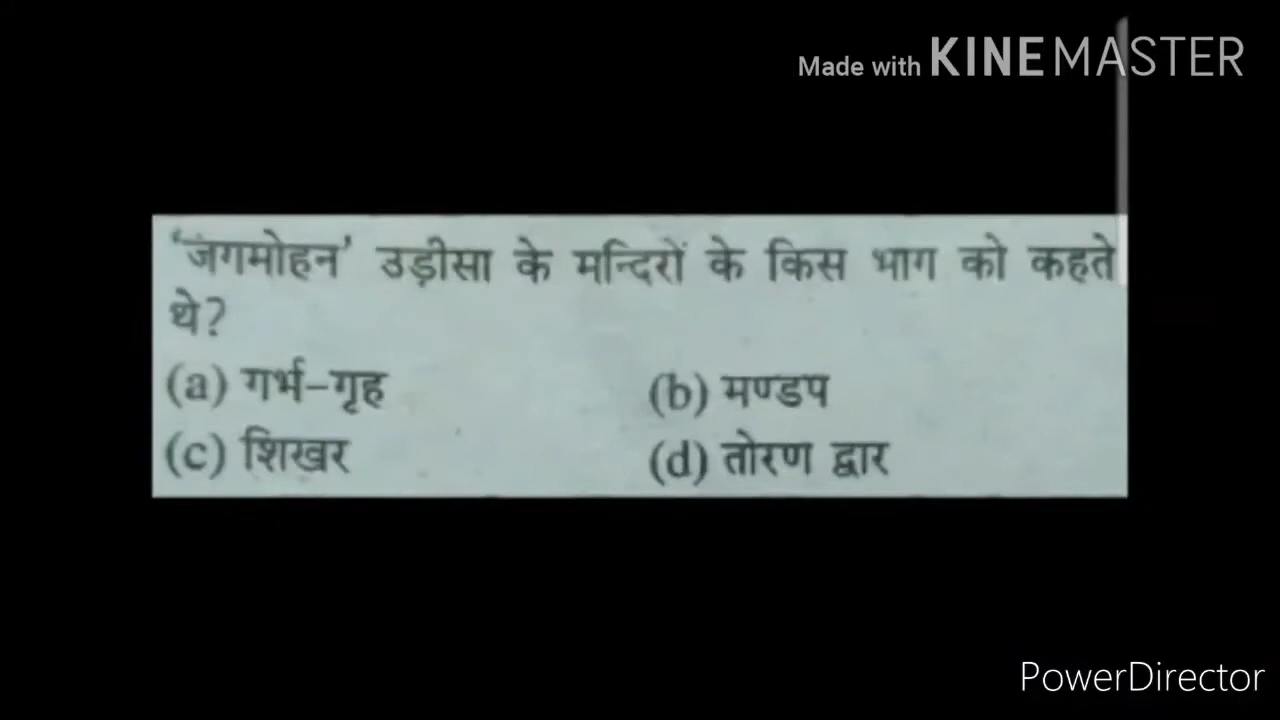 Made with KINEMASTER
'जगमोहन' उड़ीसा के मन्दिरों के किस भाग को कहते
थे?
(a) गर्भ-गृह (b) मण्डप
(c) शिखर (d) तोरण द्वार
PowerDirector